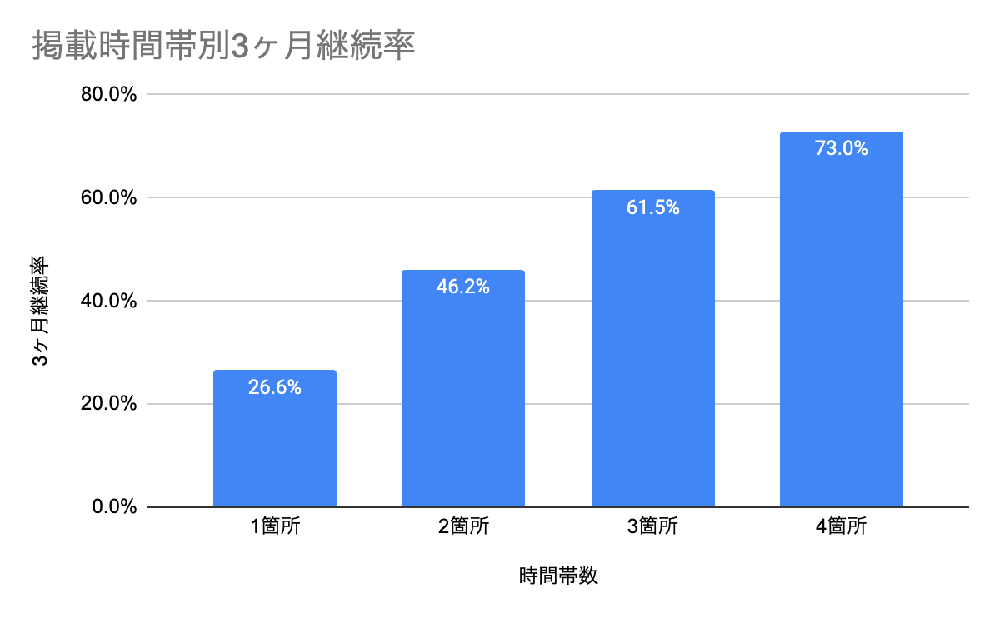 掲載時間帯別3ヶ月継続率
80.0%
60.0%
40.0%
20.0%
0.0%
3ヶ月継続率
26.6%
46.2%
61.5%
73.0%
1箇所
2箇所
3箇所
4箇所
時間帯数